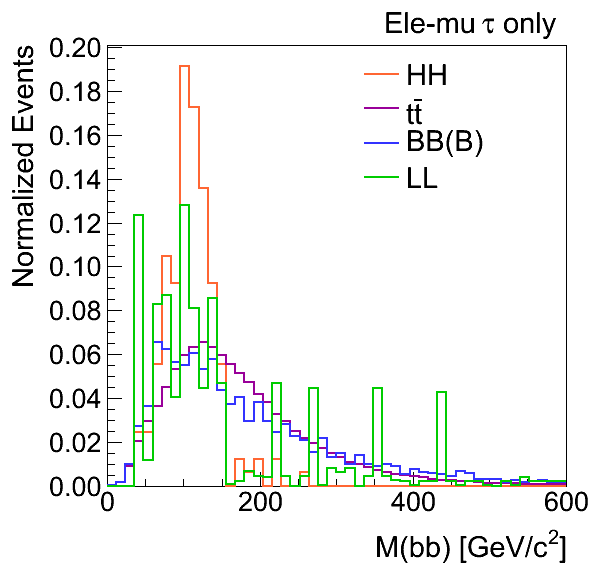 Ele-mu τ only
Normalized Events
0.20
0.18
0.16
0.14
0.12
0.10
0.08
0.06
0.04
0.02
0.00
HH
tt̄
BB(B)
LL
0
200
400
600
M(bb) [GeV/c²]